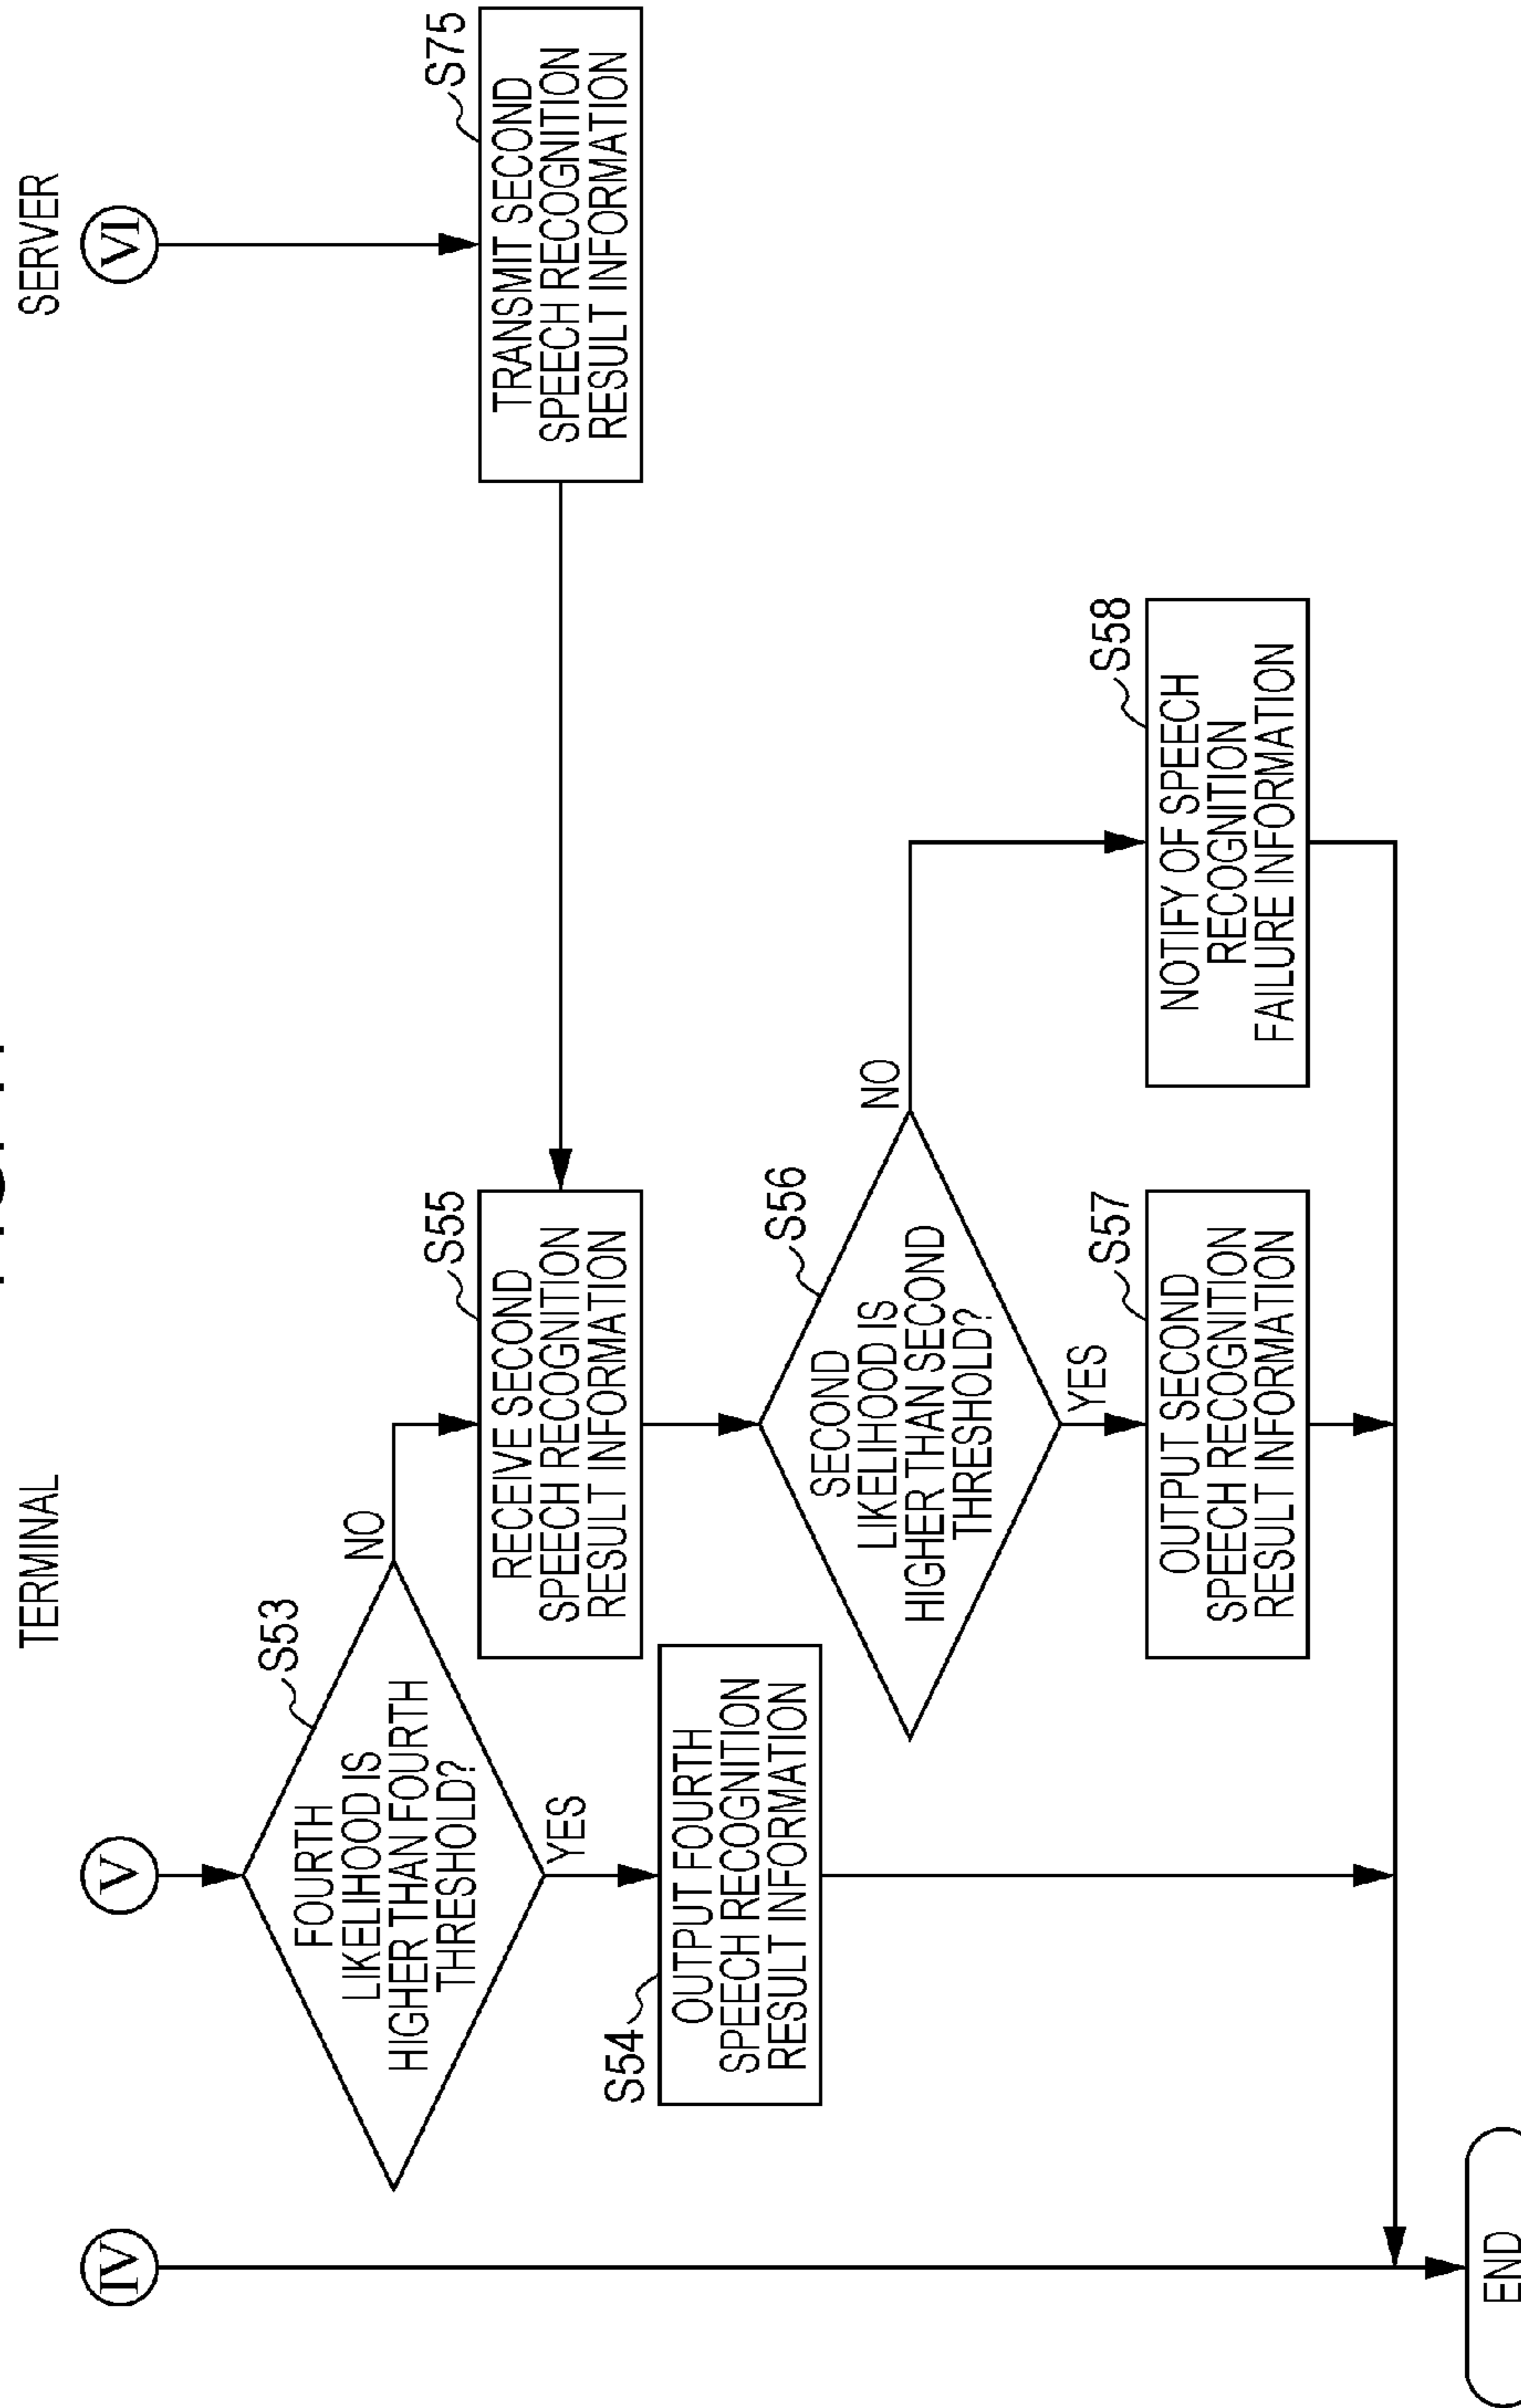 TERMINAL
SERVER
IV
V
VI
S53
FOURTH
LIKELIHOOD IS
HIGHER THAN FOURTH
THRESHOLD?
NO
YES
S54
OUTPUT FOURTH
SPEECH RECOGNITION
RESULT INFORMATION
S55
RECEIVE SECOND
SPEECH RECOGNITION
RESULT INFORMATION
S75
TRANSMIT SECOND
SPEECH RECOGNITION
RESULT INFORMATION
S56
SECOND
LIKELIHOOD IS
HIGHER THAN SECOND
THRESHOLD?
NO
YES
S57
OUTPUT SECOND
SPEECH RECOGNITION
RESULT INFORMATION
S58
NOTIFY OF SPEECH
RECOGNITION
FAILURE INFORMATION
END